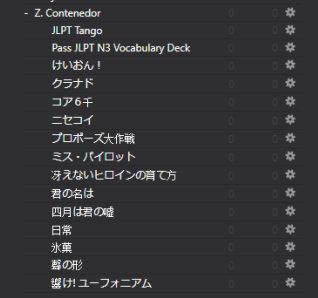 - Z. Contenedor 0 0
JLPT Tango 0 0
Pass JLPT N3 Vocabulary Deck 0 0
けいおん! 0 0
クラナド 0 0
コア6千 0 0
ニセコイ 0 0
プロポーズ大作戦 0 0
ミス・パイロット 0 0
冴えないヒロインの育て方 0 0
君の名は 0 0
四月は君の嘘 0 0
日常 0 0
氷菓 0 0
聲の形 0 0
響け! ユーフォニアム 0 0